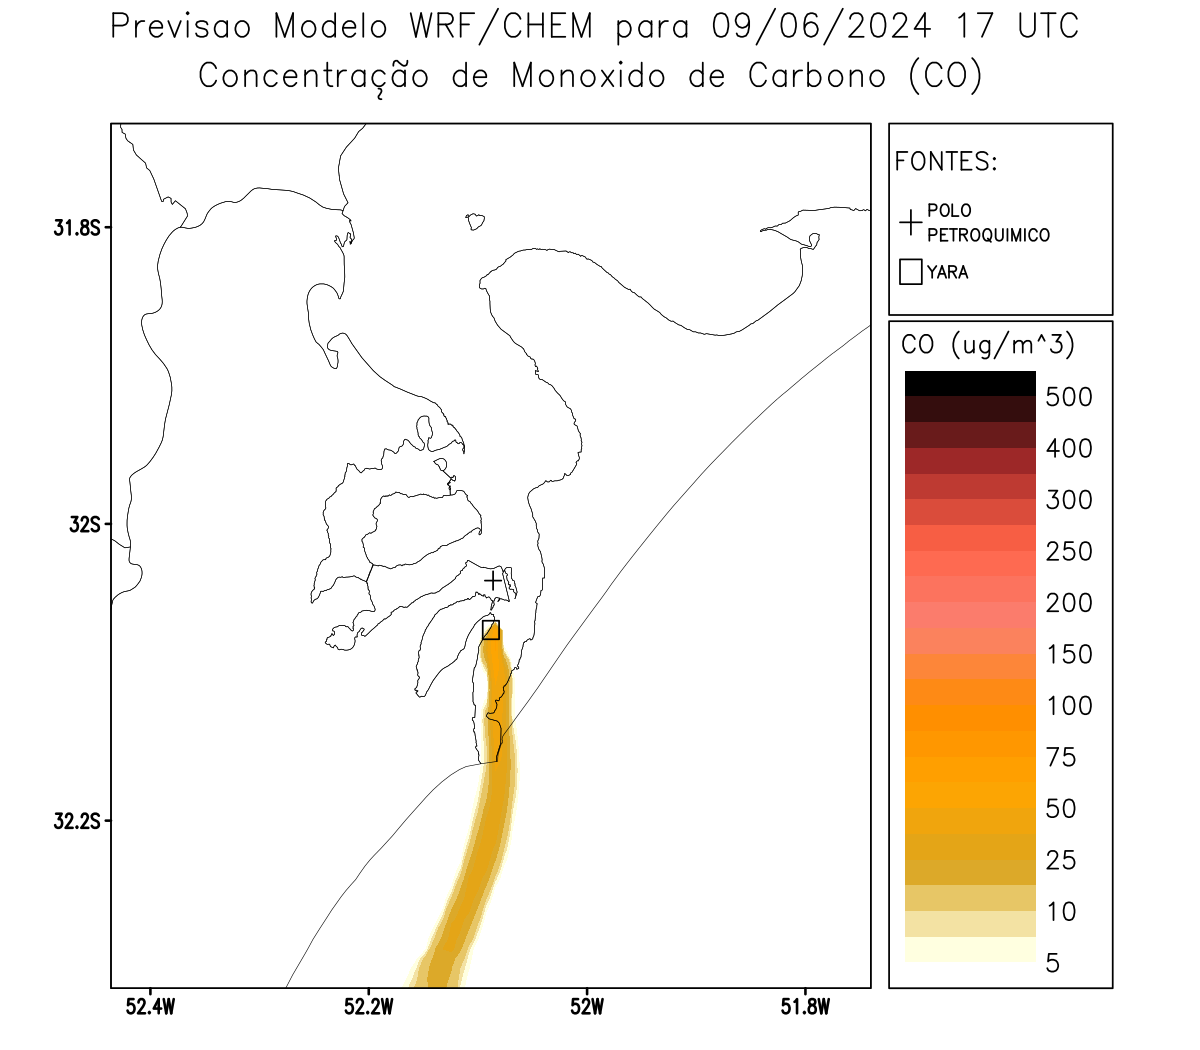 Previsao Modelo WRF/CHEM para 09/06/2024 17 UTC
Concentração de Monoxido de Carbono (CO)
FONTES:
POLO
PETROQUIMICO
YARA
CO (ug/m^3)
500
400
300
250
200
150
100
75
50
25
10
5
31.8S
32S
32.2S
52.4W
52.2W
52W
51.8W